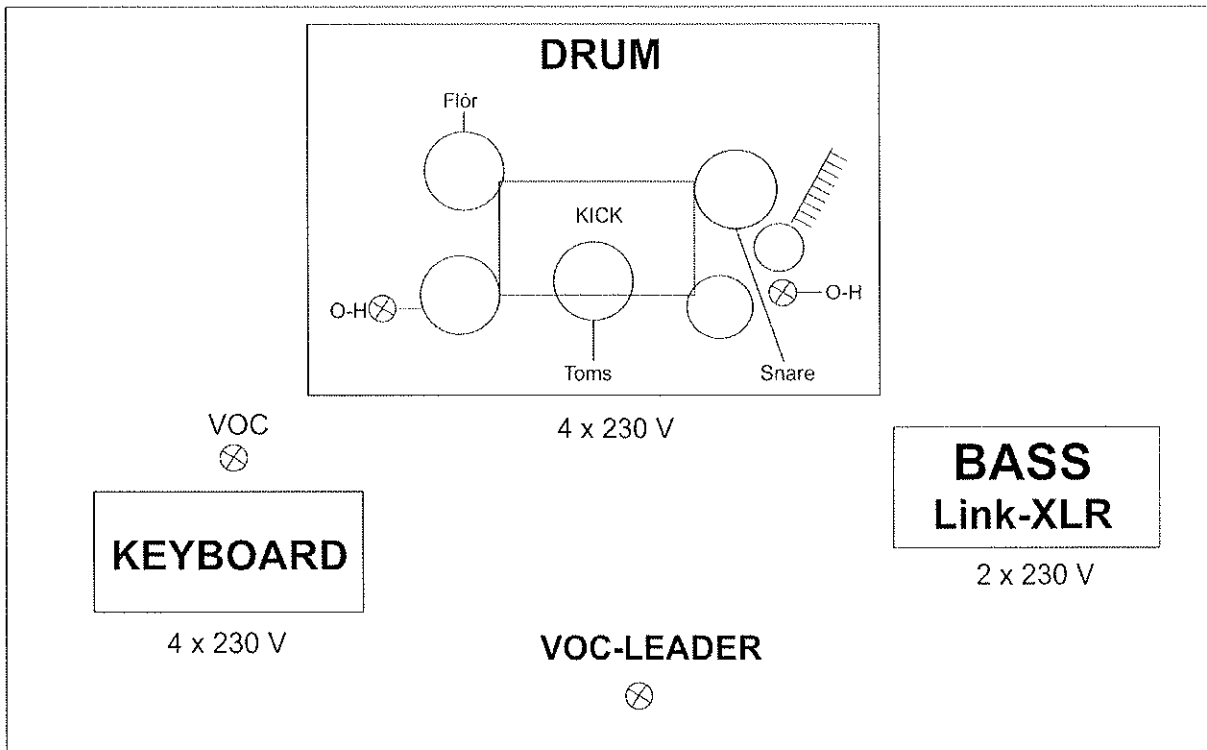 DRUM
Flór
KICK
O-H
O-H
Toms
Snare
4 x 230 V
VOC
KEYBOARD
4 x 230 V
BASS
Link-XLR
2 x 230 V
VOC-LEADER